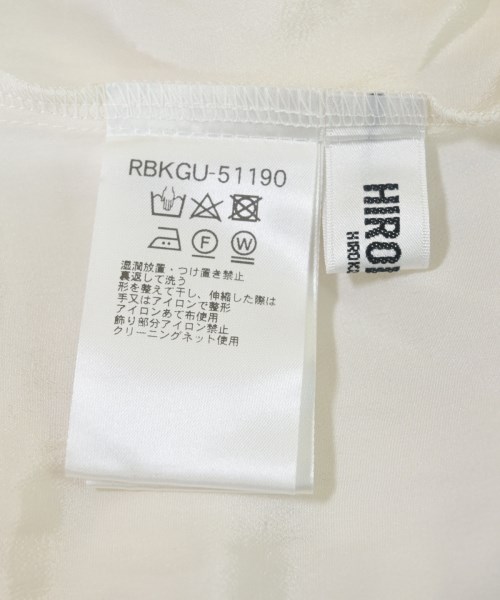 RBKGU-51190
F
W
湿潤放置・つけ置き禁止
裏返して洗う
形を整えて干し、伸縮した際は
手又はアイロンで整形
アイロンあて布使用
飾り部分アイロン禁止
クリーニングネット使用
HIRO
HIROK